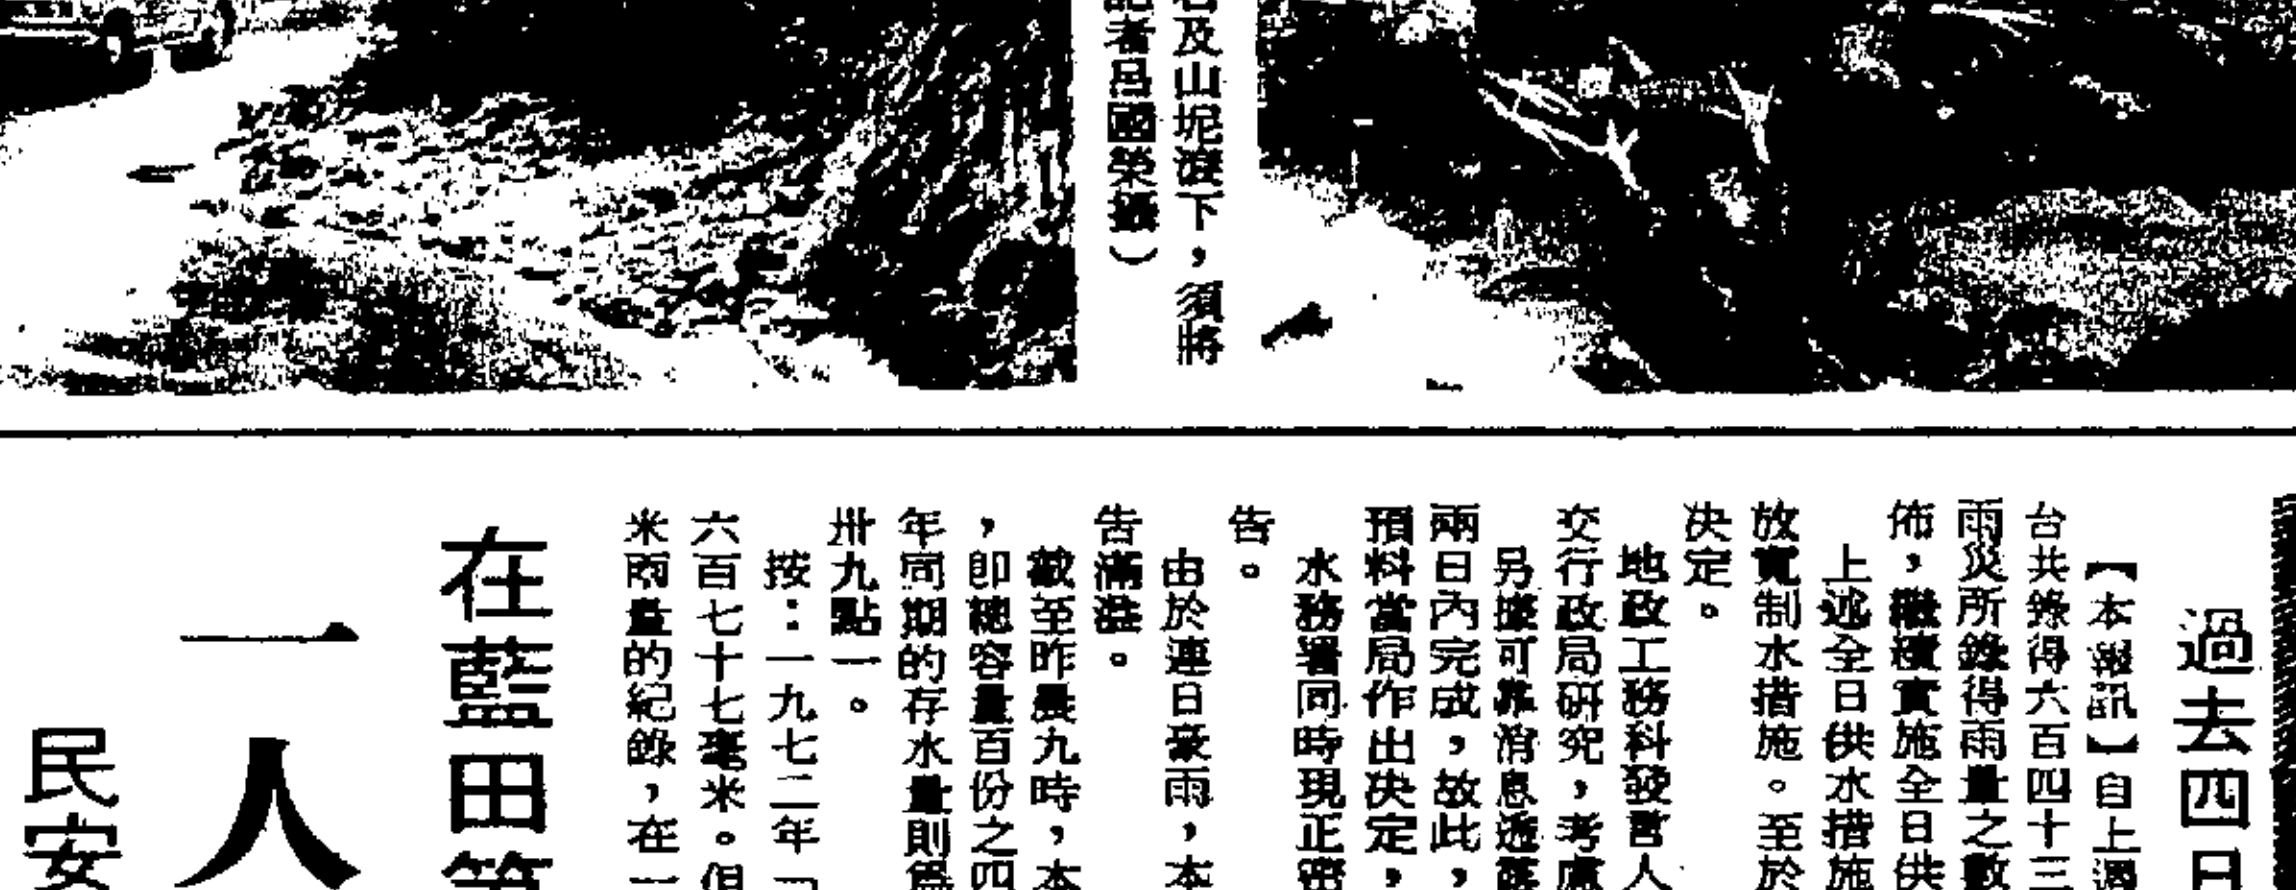 及山坭瀉下，須將
者呂國榮攝）
過去四日
【本報訊】自上週
台共錄得六百四十三
雨災所錄得雨量之數
佈，繼續實施全日供
上述全日供水措施
放寬制水措施。至於
決定。
地政工務科發言人
交行政局研究，考慮
另據可靠消息透露
兩日內完成，故此，
預料當局作出決定，
水務署同時現正密
告。
由於連日豪雨，本
告滿溢。
截至昨晨九時，本
，即總容量百份之四
年同期的存水量則爲
卅九點一。
按：一九七二年「
六百七十七毫米。但
米雨量的紀錄，在一
在藍田
一人
民安